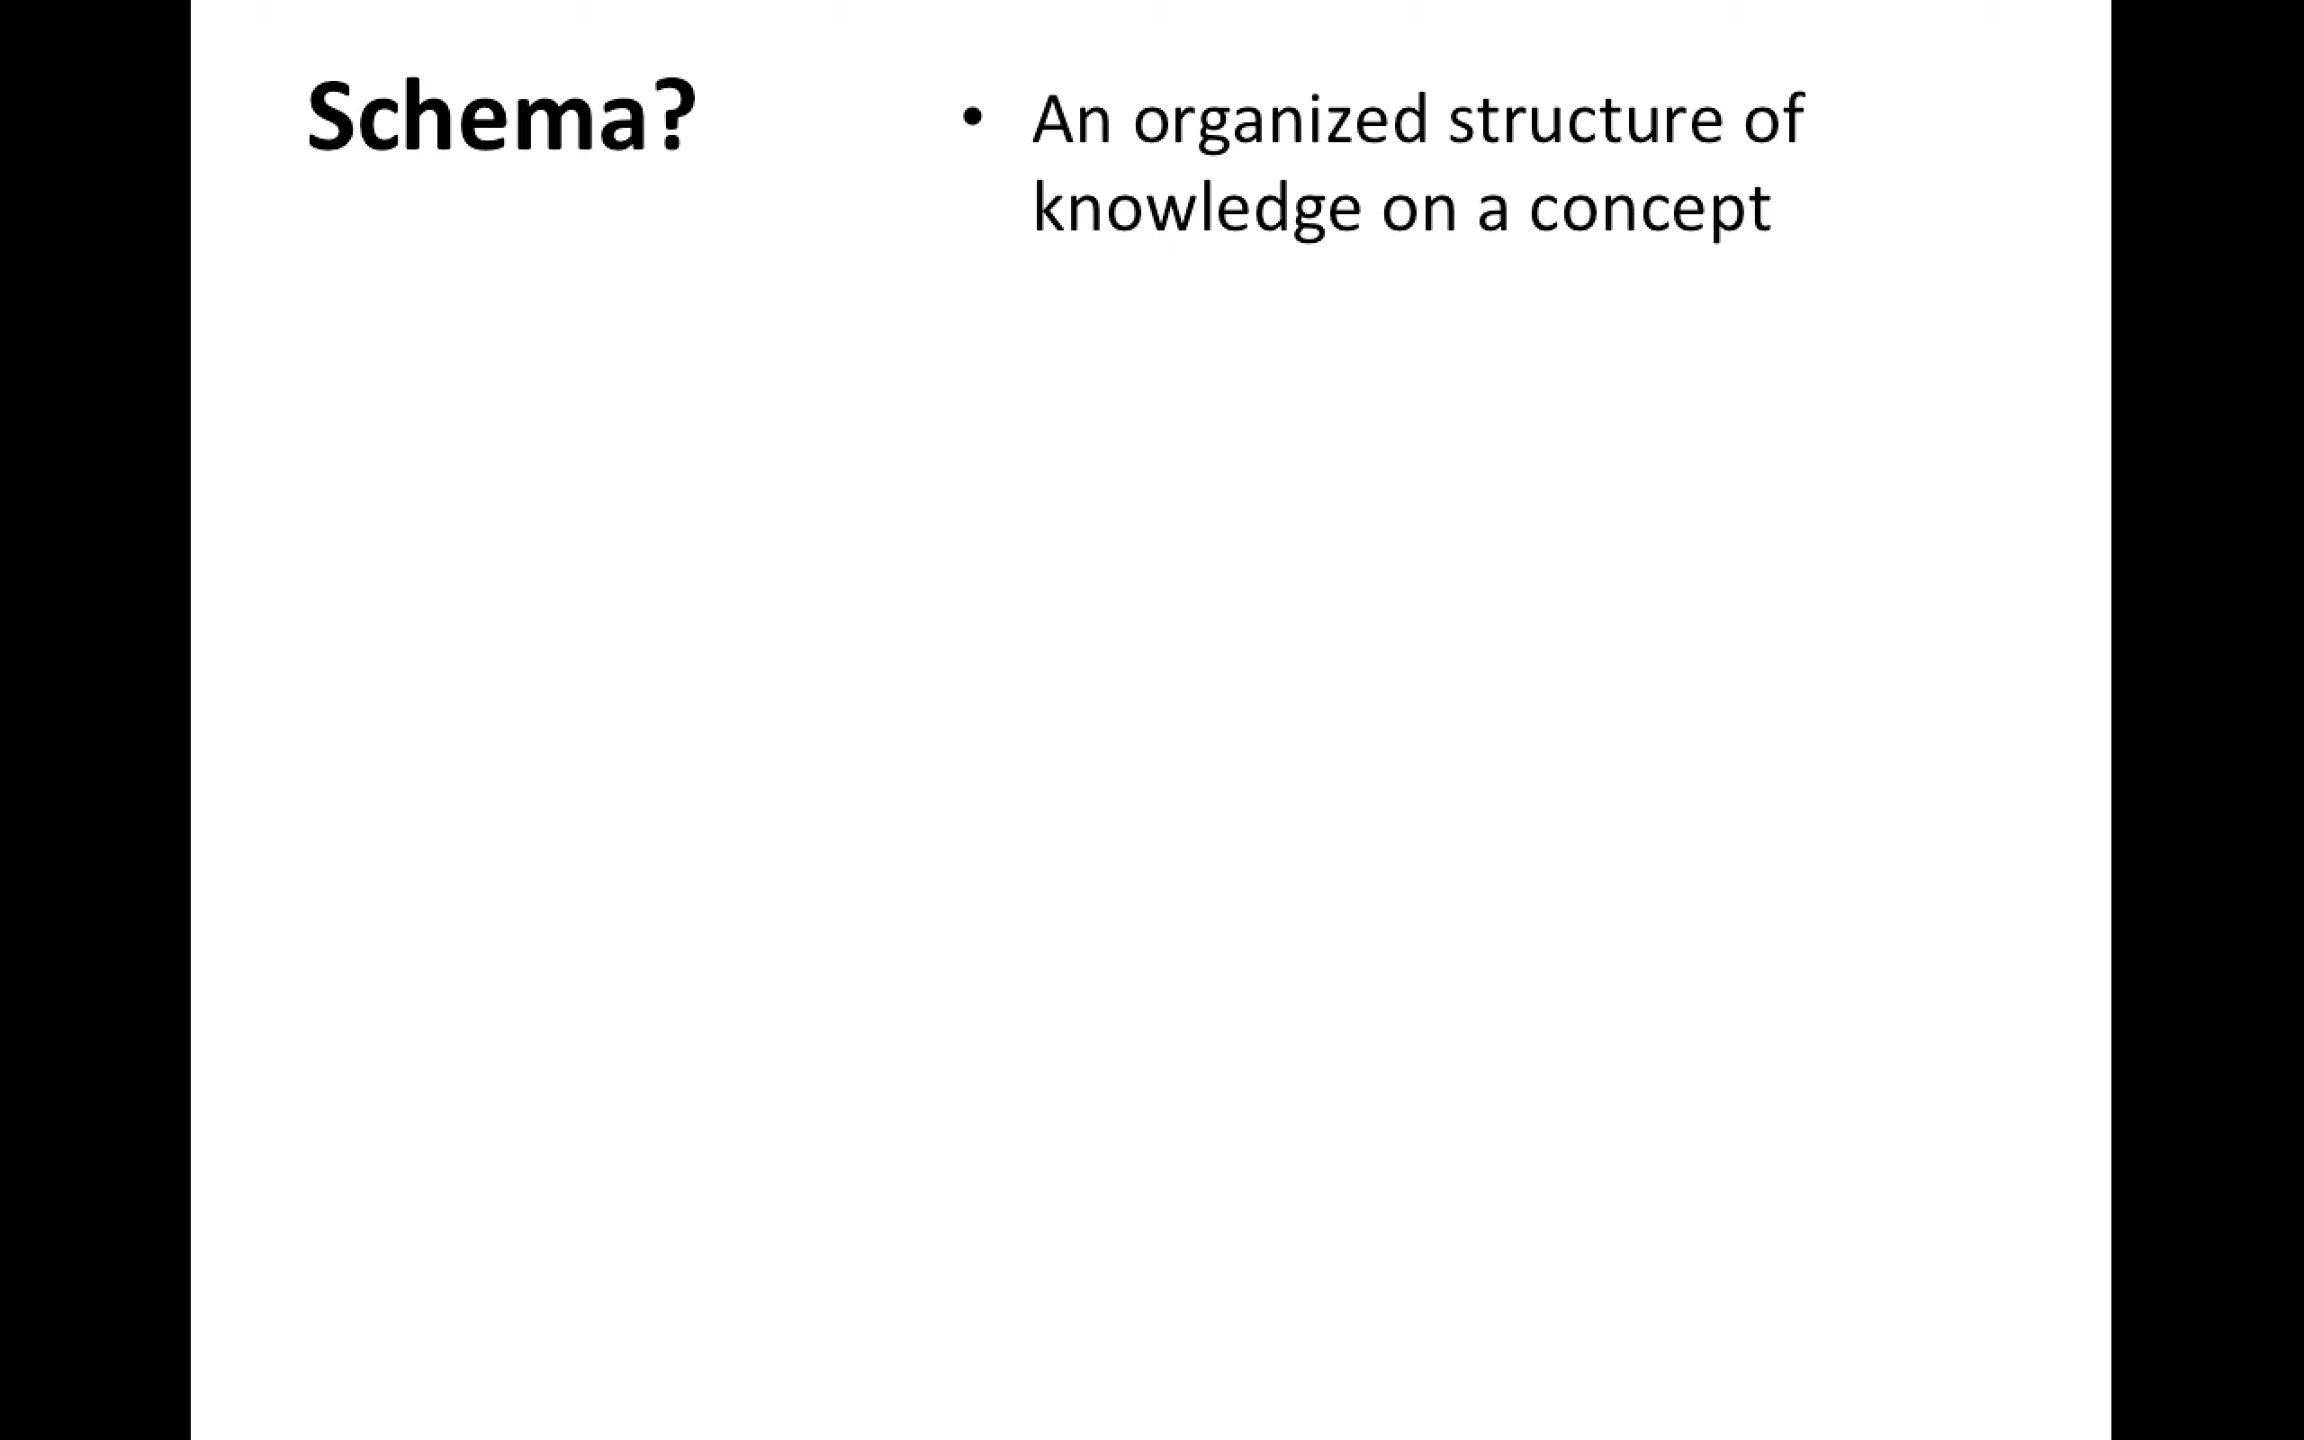 Schema?
• An organized structure of
knowledge on a concept